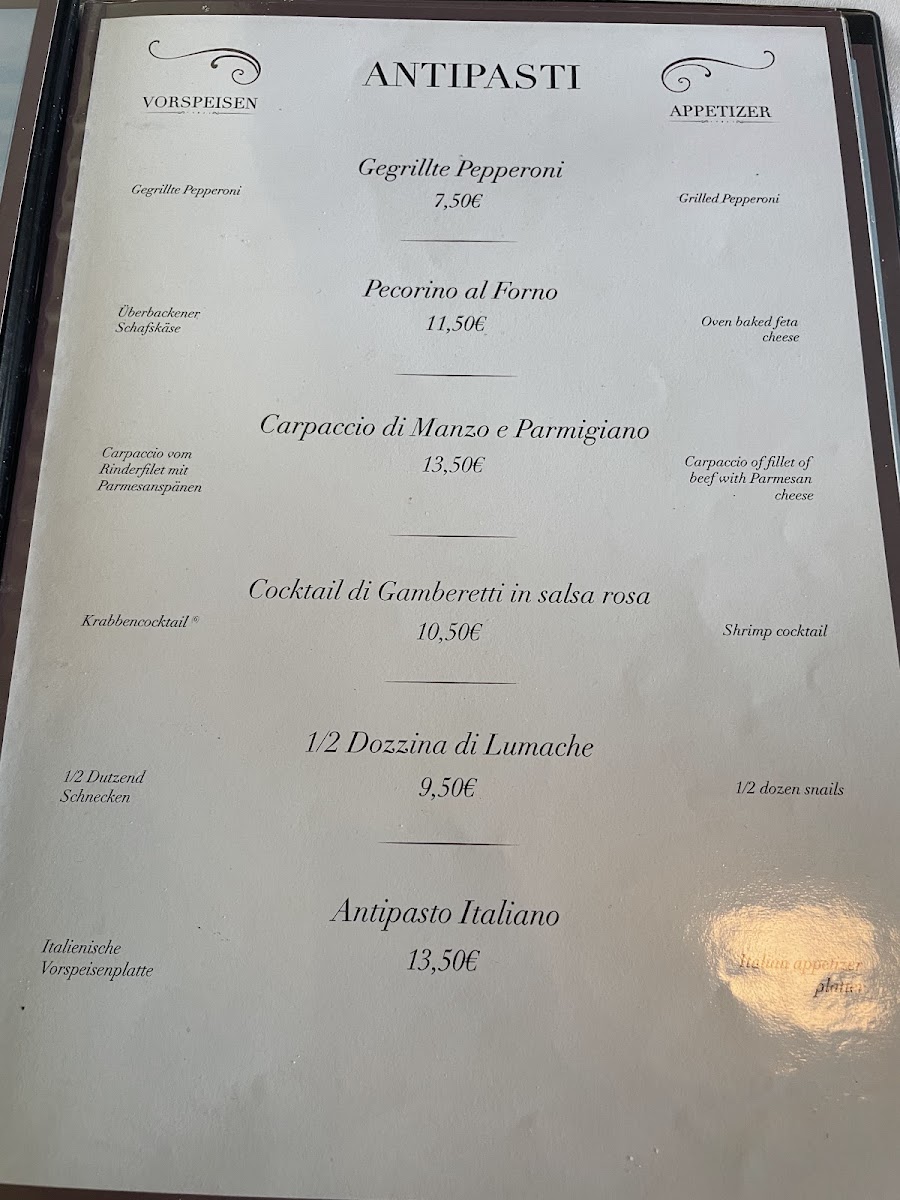 ANTIPASTI
VORSPEISEN
APPETIZER
Gegrillte Pepperoni
7,50€
Gegrillte Pepperoni
Grilled Pepperoni
Pecorino al Forno
11,50€
Überbackener
Schafskäse
Oven baked feta
cheese
Carpaccio di Manzo e Parmigiano
13,50€
Carpaccio vom
Rinderfilet mit
Parmesanspänen
Carpaccio of fillet of
beef with Parmesan
cheese
Cocktail di Gamberetti in salsa rosa
10,50€
Krabbencocktail
Shrimp cocktail
1/2 Dozzina di Lumache
9,50€
1/2 Dutzend
Schnecken
1/2 dozen snails
Antipasto Italiano
13,50€
Italienische
Vorspeisenplatte
Italian appetizer
platter